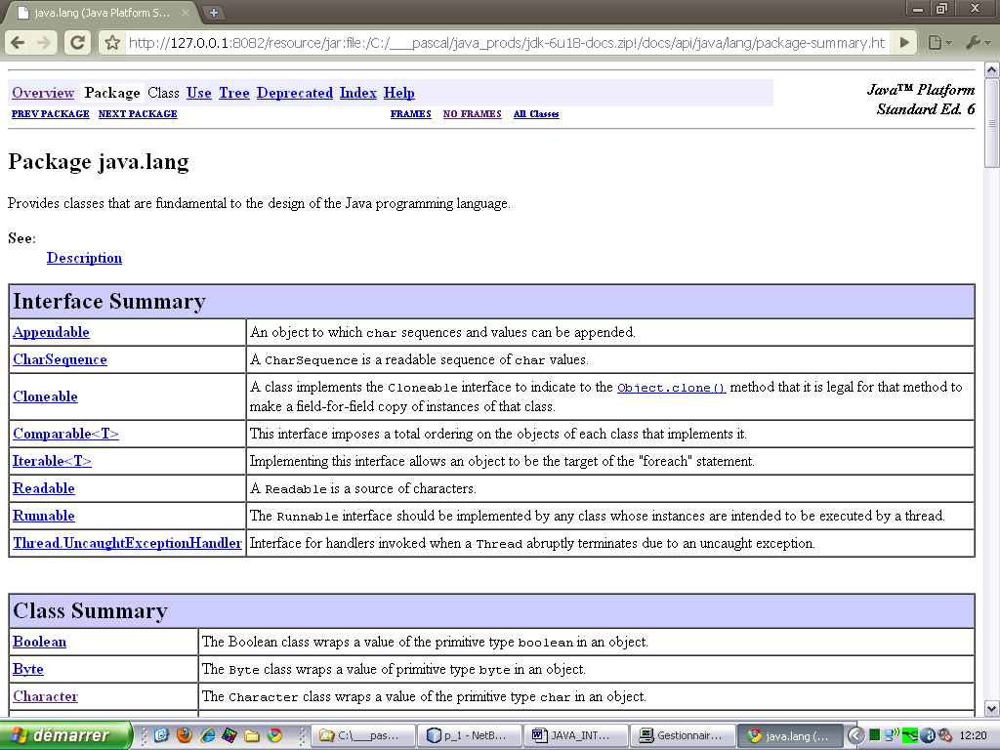 java.lang (Java Platform S...
http://127.0.0.1:8082/resource/jar:file:/C:/___pascal/java_prods/jdk-6u18-docs.zip!/docs/api/java/lang/package-summary.ht
Overview Package Class Use Tree Deprecated Index Help
Java™ Platform
Standard Ed. 6
PREV PACKAGE NEXT PACKAGE
FRAMES NO FRAMES All Classes
Package java.lang
Provides classes that are fundamental to the design of the Java programming language.
See:
Description
Interface Summary
Appendable An object to which char sequences and values can be appended.
CharSequence A CharSequence is a readable sequence of char values.
Cloneable A class implements the Cloneable interface to indicate to the Object.clone() method that it is legal for that method to
make a field-for-field copy of instances of that class.
Comparable<T> This interface imposes a total ordering on the objects of each class that implements it.
Iterable<T> Implementing this interface allows an object to be the target of the "foreach" statement.
Readable A Readable is a source of characters.
Runnable The Runnable interface should be implemented by any class whose instances are intended to be executed by a thread.
Thread.UncaughtExceptionHandler Interface for handlers invoked when a Thread abruptly terminates due to an uncaught exception.
Class Summary
Boolean The Boolean class wraps a value of the primitive type boolean in an object.
Byte The Byte class wraps a value of primitive type byte in an object.
Character The Character class wraps a value of the primitive type char in an object.
démarrer C:\___pas... p_1 - NetB... JAVA_INT... Gestionnair... java.lang (... 12:20